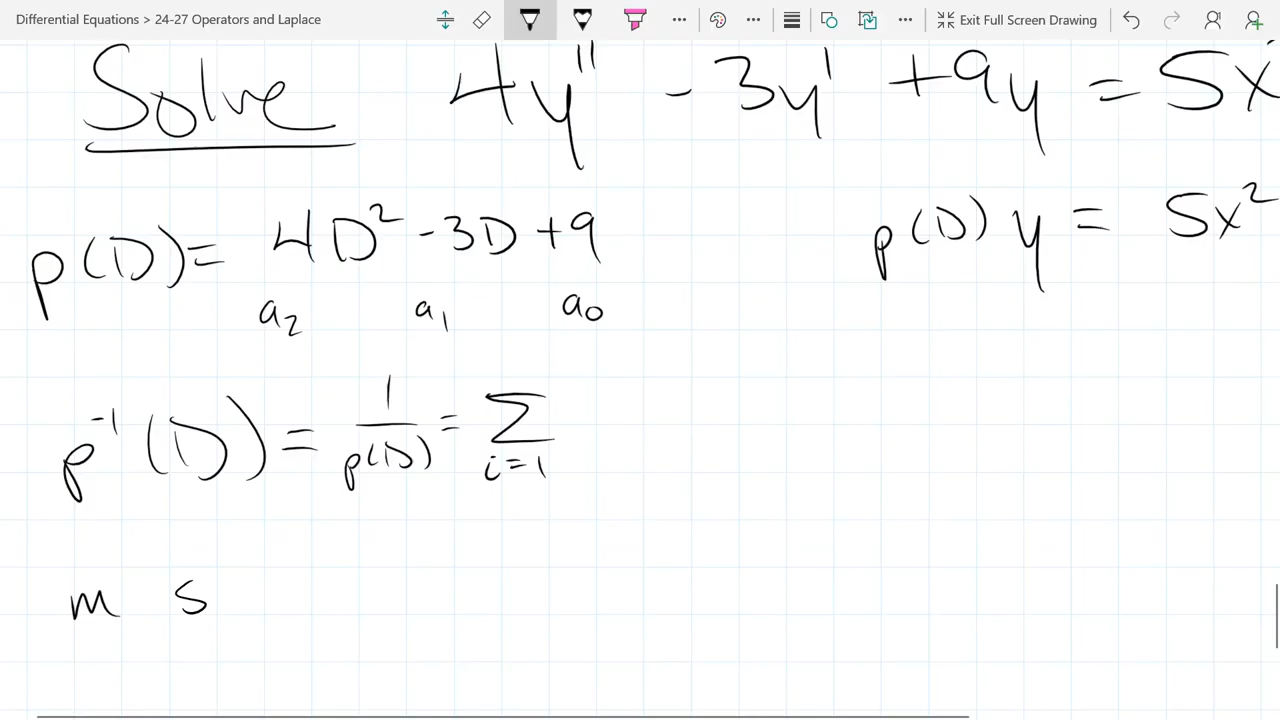 Differential Equations > 24-27 Operators and Laplace Exit Full Screen Drawing
Solve 4y'' - 3y' + 9y = 5x
p(D) = 4D² - 3D + 9 p(D) y = 5x²
a₂ a₁ a₀
p⁻¹(D) = 1/p(D) = Σ i=1
m s